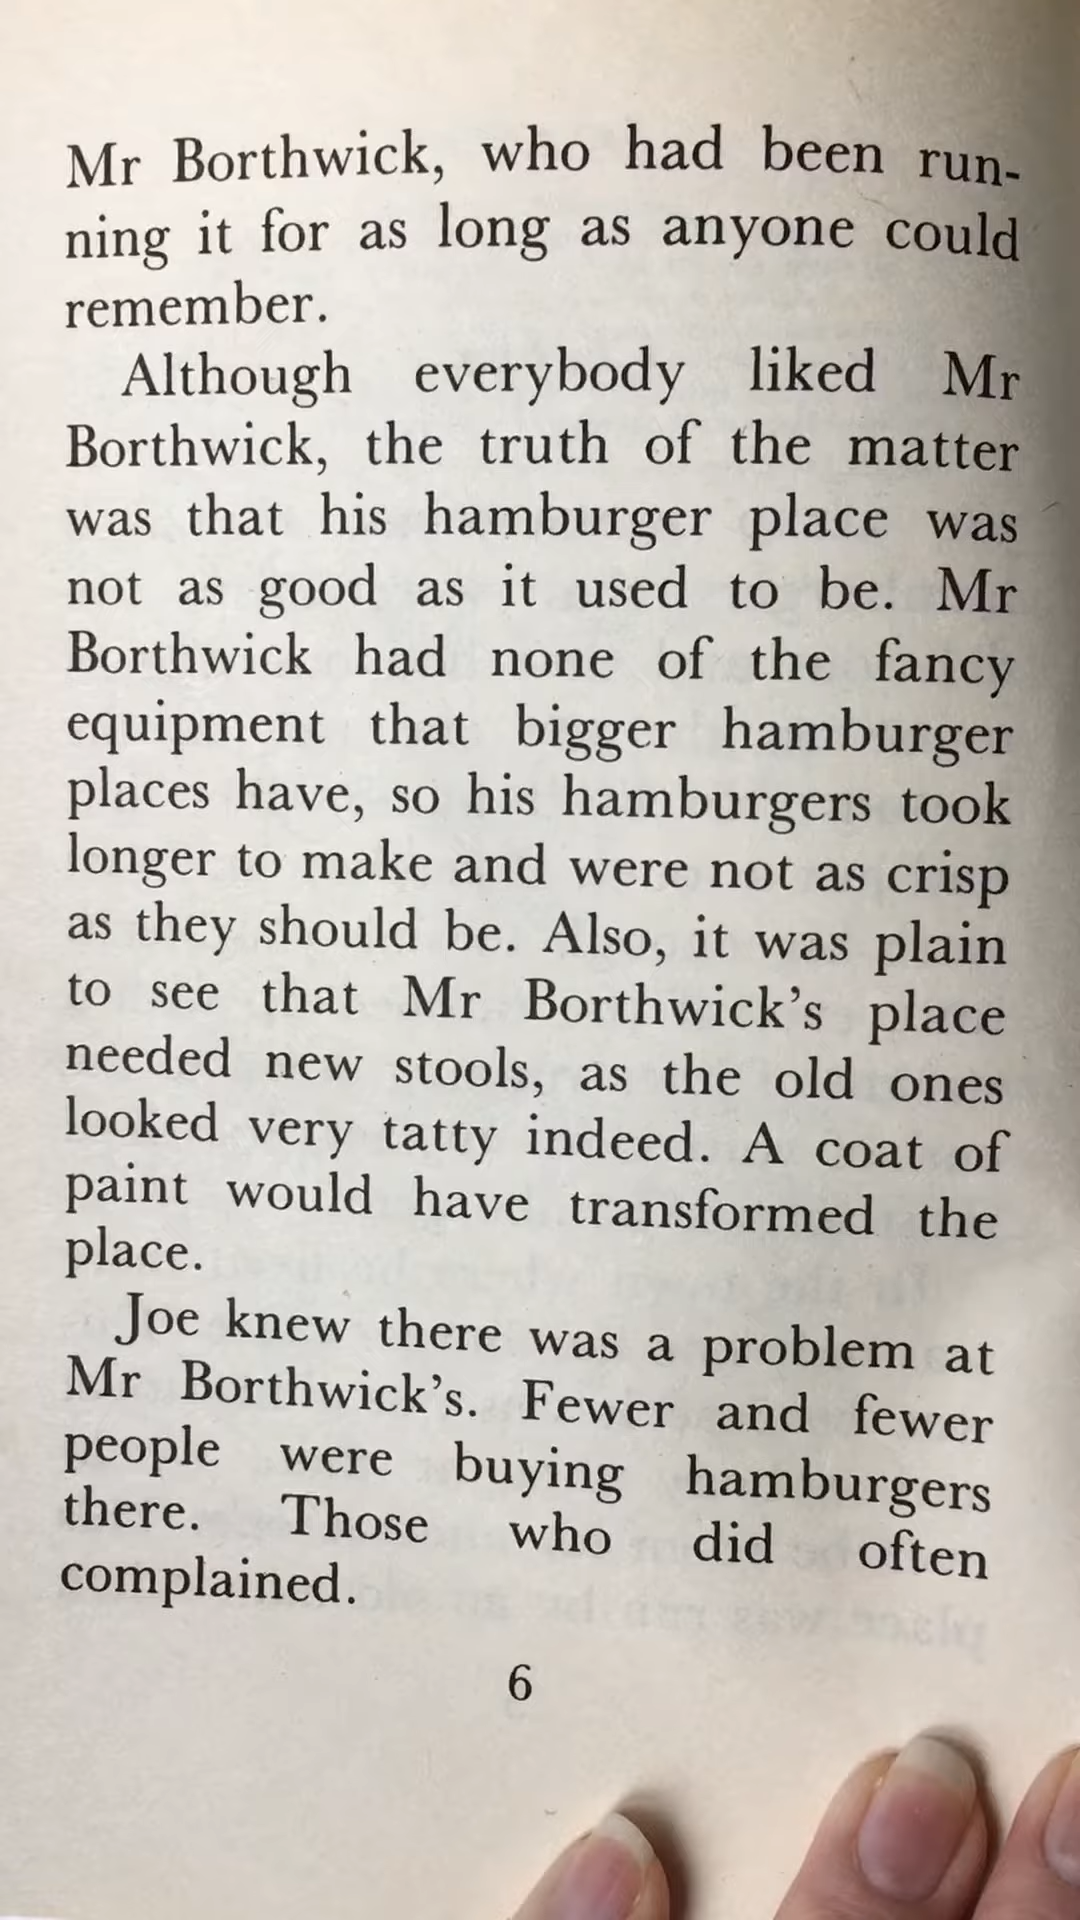 Mr Borthwick, who had been run-
ning it for as long as anyone could
remember.
Although everybody liked Mr
Borthwick, the truth of the matter
was that his hamburger place was
not as good as it used to be. Mr
Borthwick had none of the fancy
equipment that bigger hamburger
places have, so his hamburgers took
longer to make and were not as crisp
as they should be. Also, it was plain
to see that Mr Borthwick's place
needed new stools, as the old ones
looked very tatty indeed. A coat of
paint would have transformed the
place.
Joe knew there was a problem at
Mr Borthwick's. Fewer and fewer
people were buying hamburgers
there. Those who did often
complained.
6